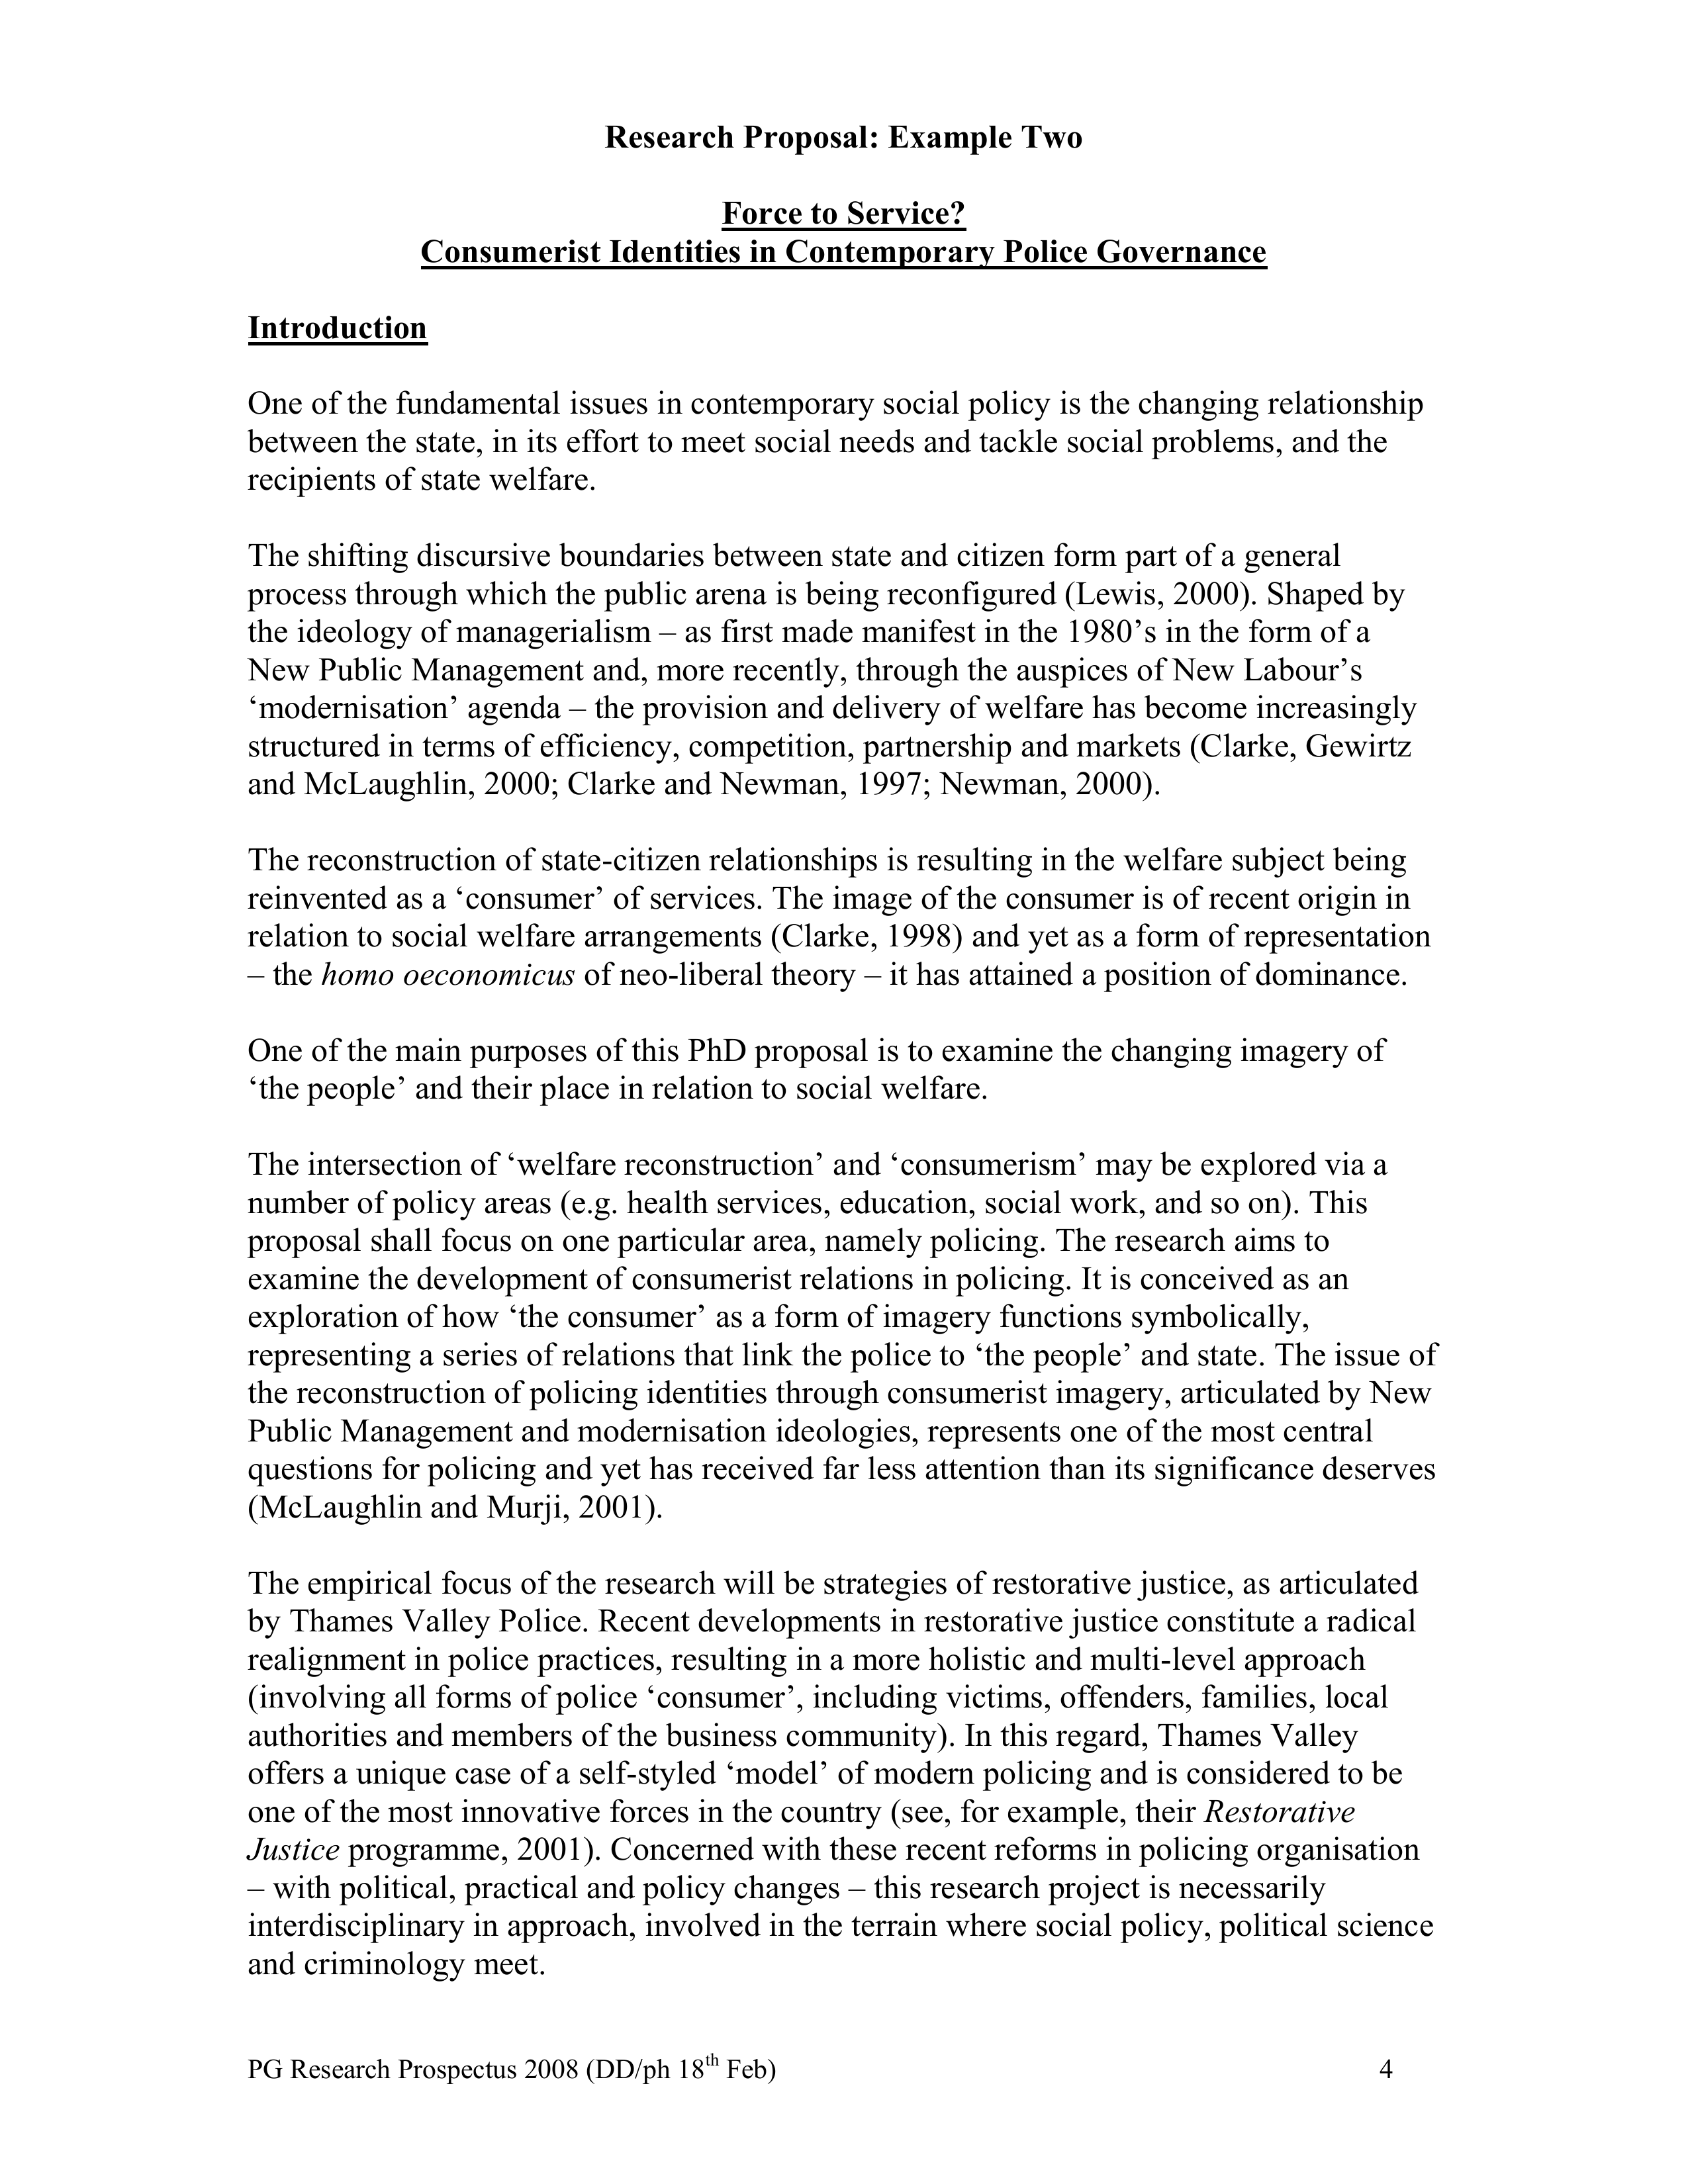 Research Proposal: Example Two
Force to Service?
Consumerist Identities in Contemporary Police Governance
Introduction
One of the fundamental issues in contemporary social policy is the changing relationship
between the state, in its effort to meet social needs and tackle social problems, and the
recipients of state welfare.
The shifting discursive boundaries between state and citizen form part of a general
process through which the public arena is being reconfigured (Lewis, 2000). Shaped by
the ideology of managerialism – as first made manifest in the 1980’s in the form of a
New Public Management and, more recently, through the auspices of New Labour’s
‘modernisation’ agenda – the provision and delivery of welfare has become increasingly
structured in terms of efficiency, competition, partnership and markets (Clarke, Gewirtz
and McLaughlin, 2000; Clarke and Newman, 1997; Newman, 2000).
The reconstruction of state-citizen relationships is resulting in the welfare subject being
reinvented as a ‘consumer’ of services. The image of the consumer is of recent origin in
relation to social welfare arrangements (Clarke, 1998) and yet as a form of representation
– the homo oeconomicus of neo-liberal theory – it has attained a position of dominance.
One of the main purposes of this PhD proposal is to examine the changing imagery of
‘the people’ and their place in relation to social welfare.
The intersection of ‘welfare reconstruction’ and ‘consumerism’ may be explored via a
number of policy areas (e.g. health services, education, social work, and so on). This
proposal shall focus on one particular area, namely policing. The research aims to
examine the development of consumerist relations in policing. It is conceived as an
exploration of how ‘the consumer’ as a form of imagery functions symbolically,
representing a series of relations that link the police to ‘the people’ and state. The issue of
the reconstruction of policing identities through consumerist imagery, articulated by New
Public Management and modernisation ideologies, represents one of the most central
questions for policing and yet has received far less attention than its significance deserves
(McLaughlin and Murji, 2001).
The empirical focus of the research will be strategies of restorative justice, as articulated
by Thames Valley Police. Recent developments in restorative justice constitute a radical
realignment in police practices, resulting in a more holistic and multi-level approach
(involving all forms of police ‘consumer’, including victims, offenders, families, local
authorities and members of the business community). In this regard, Thames Valley
offers a unique case of a self-styled ‘model’ of modern policing and is considered to be
one of the most innovative forces in the country (see, for example, their Restorative
Justice programme, 2001). Concerned with these recent reforms in policing organisation
– with political, practical and policy changes – this research project is necessarily
interdisciplinary in approach, involved in the terrain where social policy, political science
and criminology meet.
PG Research Prospectus 2008 (DD/ph 18th Feb) 4